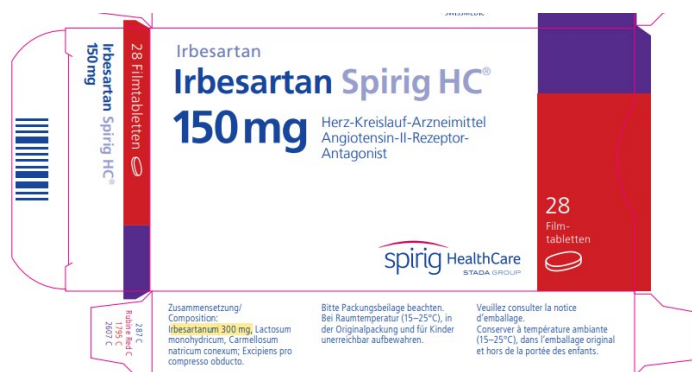 SWISSMEDIC
Irbesartan Spirig HC®
150 mg
28 Filmtabletten
Irbesartan
Irbesartan Spirig HC®
150 mg
Herz-Kreislauf-Arzneimittel
Angiotensin-II-Rezeptor-
Antagonist
28
Film-
tabletten
spirig HealthCare
STADA GROUP
287 C
Rubine Red C
1795 C
2607 C
Zusammensetzung/
Composition:
Irbesartanum 300 mg, Lactosum
monohydricum, Carmellosum
natricum conexum; Excipiens pro
compresso obducto.
Bitte Packungsbeilage beachten.
Bei Raumtemperatur (15–25°C), in
der Originalpackung und für Kinder
unerreichbar aufbewahren.
Veuillez consulter la notice
d'emballage.
Conserver à température ambiante
(15–25°C), dans l'emballage original
et hors de la portée des enfants.